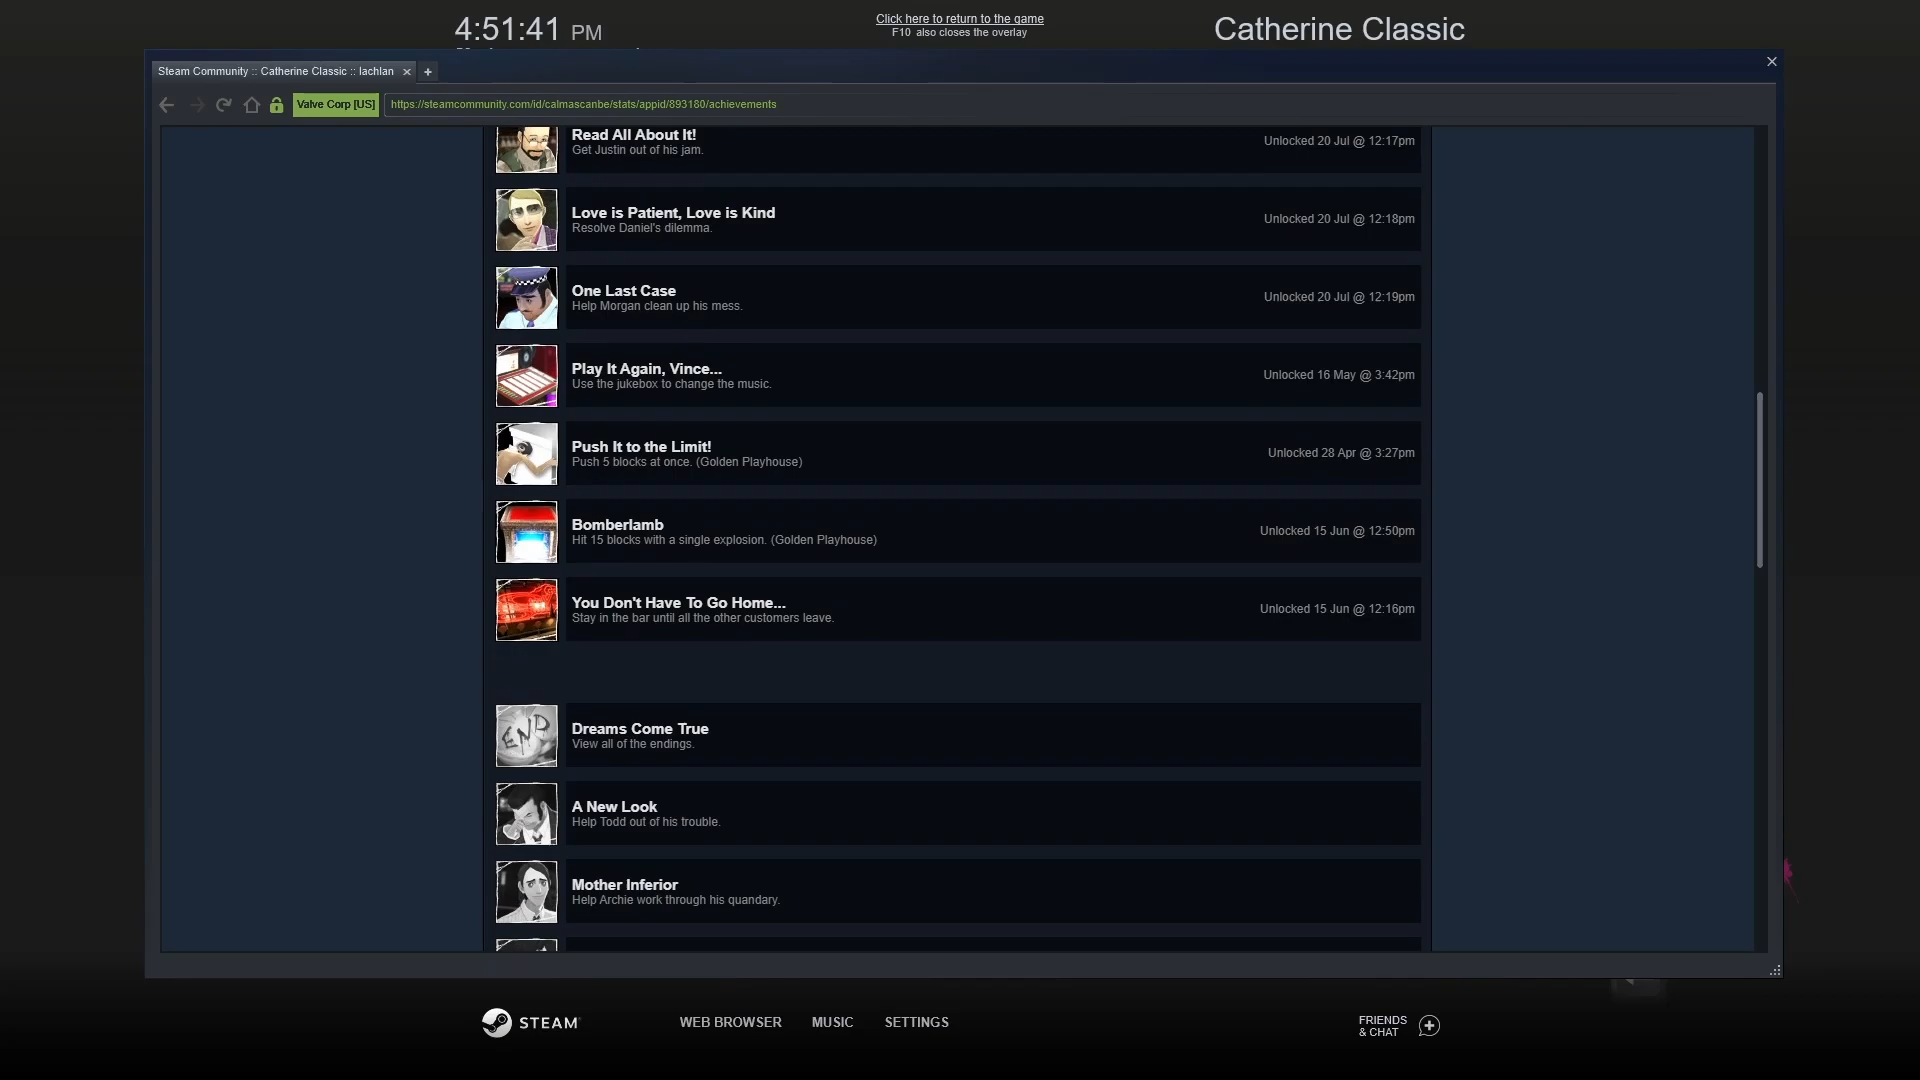 4:51:41 PM
Click here to return to the game
F10 also closes the overlay
Catherine Classic
Steam Community :: Catherine Classic :: lachlan
Valve Corp [US]
https://steamcommunity.com/id/calmascanbe/stats/appid/893180/achievements
Read All About It!
Get Justin out of his jam.
Unlocked 20 Jul @ 12:17pm
Love is Patient, Love is Kind
Resolve Daniel's dilemma.
Unlocked 20 Jul @ 12:18pm
One Last Case
Help Morgan clean up his mess.
Unlocked 20 Jul @ 12:19pm
Play It Again, Vince...
Use the jukebox to change the music.
Unlocked 16 May @ 3:42pm
Push It to the Limit!
Push 5 blocks at once. (Golden Playhouse)
Unlocked 28 Apr @ 3:27pm
Bomberlamb
Hit 15 blocks with a single explosion. (Golden Playhouse)
Unlocked 15 Jun @ 12:50pm
You Don't Have To Go Home...
Stay in the bar until all the other customers leave.
Unlocked 15 Jun @ 12:16pm
END
Dreams Come True
View all of the endings.
A New Look
Help Todd out of his trouble.
Mother Inferior
Help Archie work through his quandary.
STEAM
WEB BROWSER
MUSIC
SETTINGS
FRIENDS
& CHAT